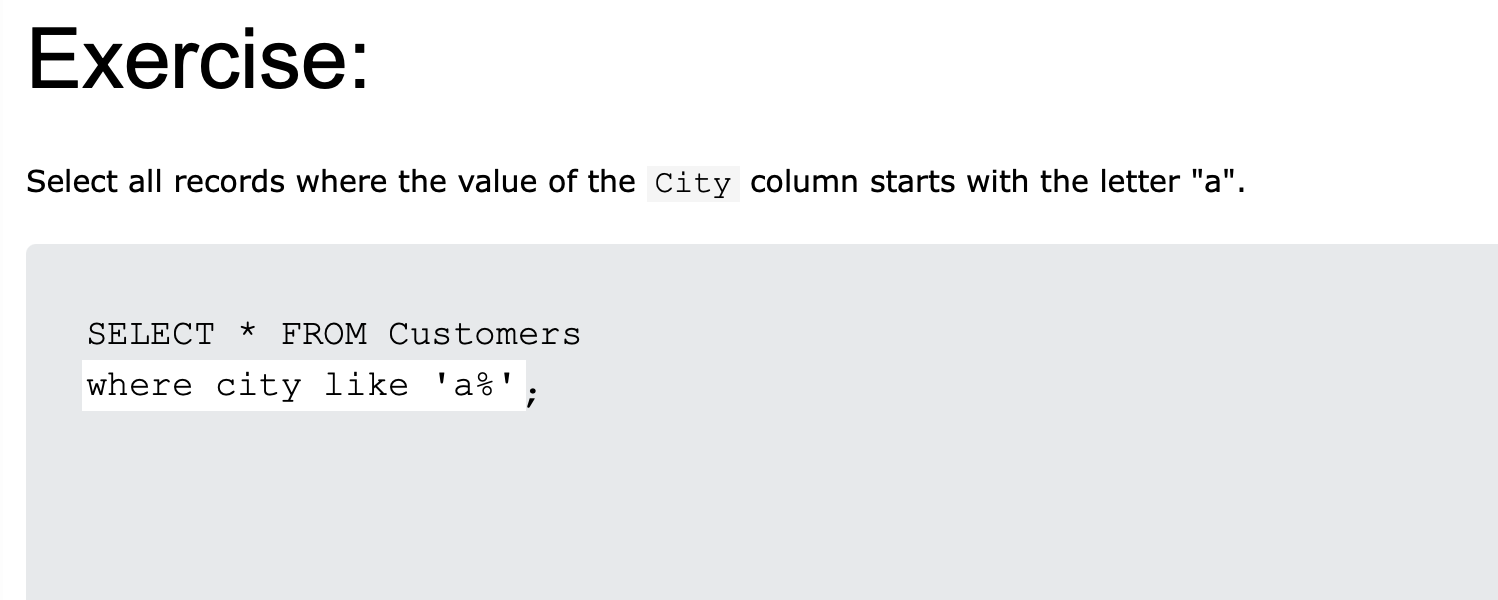 Exercise:
Select all records where the value of the City column starts with the letter "a".
SELECT * FROM Customers
where city like 'a%';